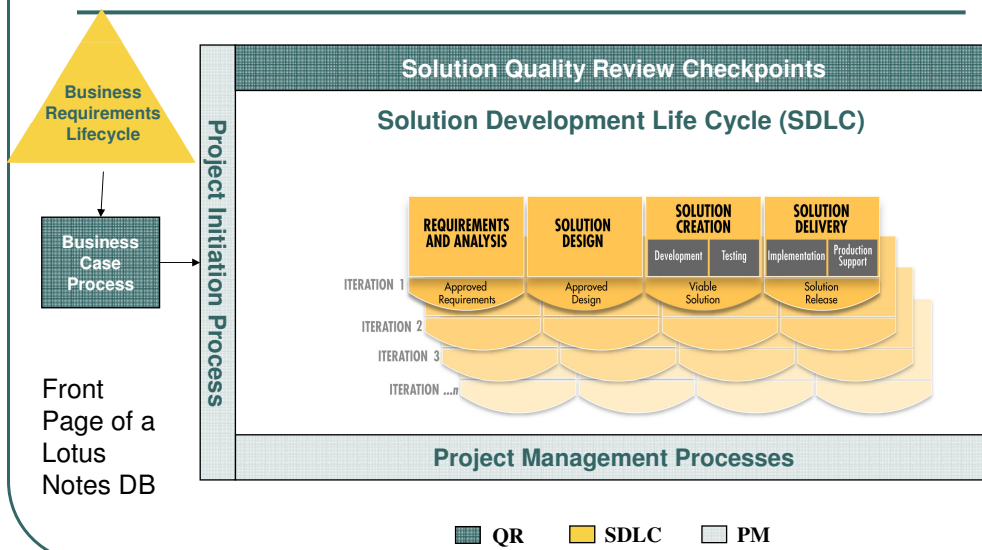 Business
Requirements
Lifecycle
Business
Case
Process
Project Initiation Process
Solution Quality Review Checkpoints
Solution Development Life Cycle (SDLC)
REQUIREMENTS
AND ANALYSIS
SOLUTION
DESIGN
SOLUTION
CREATION
Development
Testing
SOLUTION
DELIVERY
Implementation
Production
Support
ITERATION 1
Approved
Requirements
Approved
Design
Viable
Solution
Solution
Release
ITERATION 2
ITERATION 3
ITERATION ...n
Front
Page of a
Lotus
Notes DB
Project Management Processes
QR
SDLC
PM